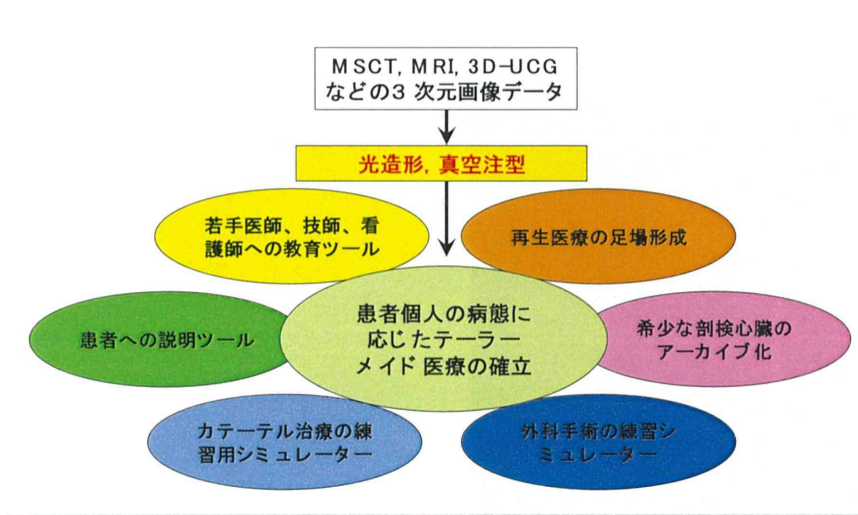 MSCT, MRI, 3D-UCG
などの3次元画像データ
光造形, 真空注型
若手医師、技師、看
護師への教育ツール
再生医療の足場形成
患者への説明ツール
患者個人の病態に
応じたテーラー
メイド医療の確立
希少な剖検心臓の
アーカイブ化
カテーテル治療の練
習用シミュレーター
外科手術の練習シ
ミュレーター